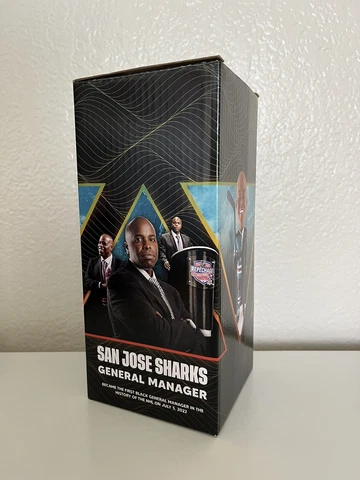 REPECHAGE
SAN JOSE SHARKS
GENERAL MANAGER
BECAME THE FIRST BLACK GENERAL MANAGER IN THE
HISTORY OF THE NHL ON JULY 5, 2022